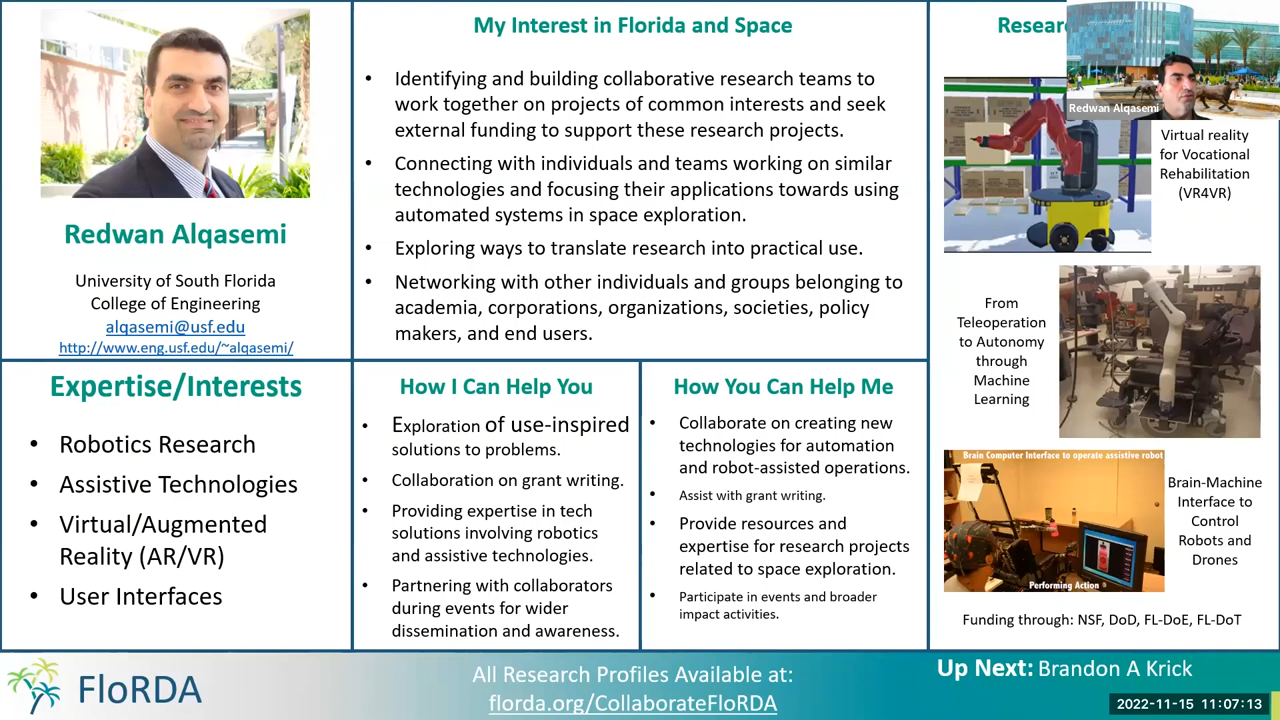 Redwan Alqasemi
University of South Florida
College of Engineering
alqasemi@usf.edu
http://www.eng.usf.edu/~alqasemi/
My Interest in Florida and Space
• Identifying and building collaborative research teams to
work together on projects of common interests and seek
external funding to support these research projects.
• Connecting with individuals and teams working on similar
technologies and focusing their applications towards using
automated systems in space exploration.
• Exploring ways to translate research into practical use.
• Networking with other individuals and groups belonging to
academia, corporations, organizations, societies, policy
makers, and end users.
Expertise/Interests
• Robotics Research
• Assistive Technologies
• Virtual/Augmented
Reality (AR/VR)
• User Interfaces
How I Can Help You
• Exploration of use-inspired
solutions to problems.
• Collaboration on grant writing.
• Providing expertise in tech
solutions involving robotics
and assistive technologies.
• Partnering with collaborators
during events for wider
dissemination and awareness.
How You Can Help Me
• Collaborate on creating new
technologies for automation
and robot-assisted operations.
• Assist with grant writing.
• Provide resources and
expertise for research projects
related to space exploration.
• Participate in events and broader
impact activities.
Redwan Alqasemi
Virtual reality
for Vocational
Rehabilitation
(VR4VR)
From
Teleoperation
to Autonomy
through
Machine
Learning
Brain Computer Interface to operate assistive robot
Performing Action
Brain-Machine
Interface to
Control
Robots and
Drones
Funding through: NSF, DoD, FL-DoE, FL-DoT
FloRDA
All Research Profiles Available at:
florda.org/CollaborateFloRDA
Up Next: Brandon A Krick
2022-11-15 11:07:13